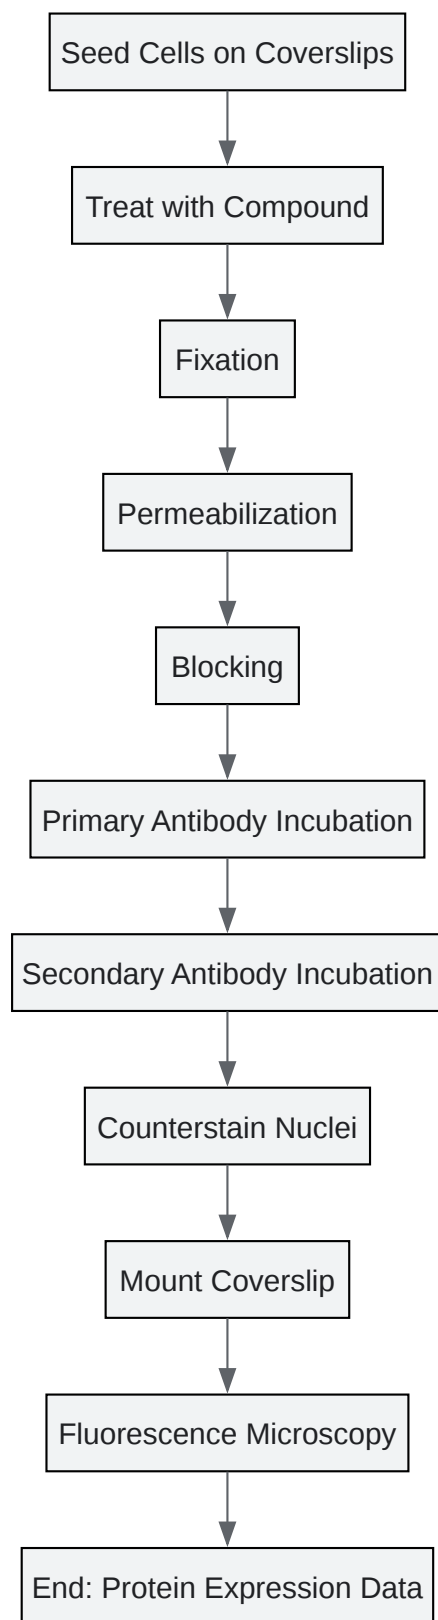 Seed Cells on Coverslips
Treat with Compound
Fixation
Permeabilization
Blocking
Primary Antibody Incubation
Secondary Antibody Incubation
Counterstain Nuclei
Mount Coverslip
Fluorescence Microscopy
End: Protein Expression Data